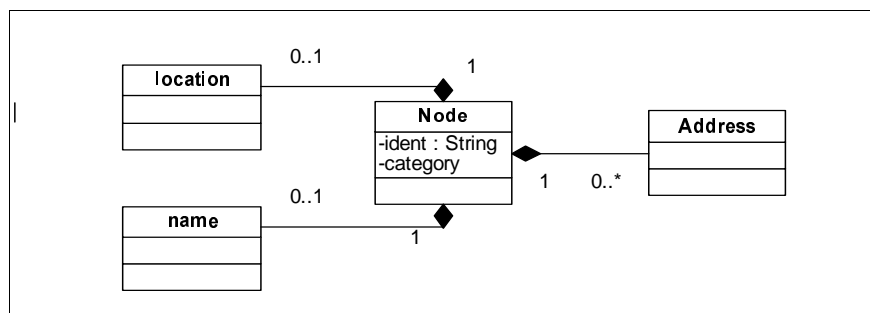 0..1
1
location
Node
-ident : String
-category
Address
1
0..*
0..1
name
1